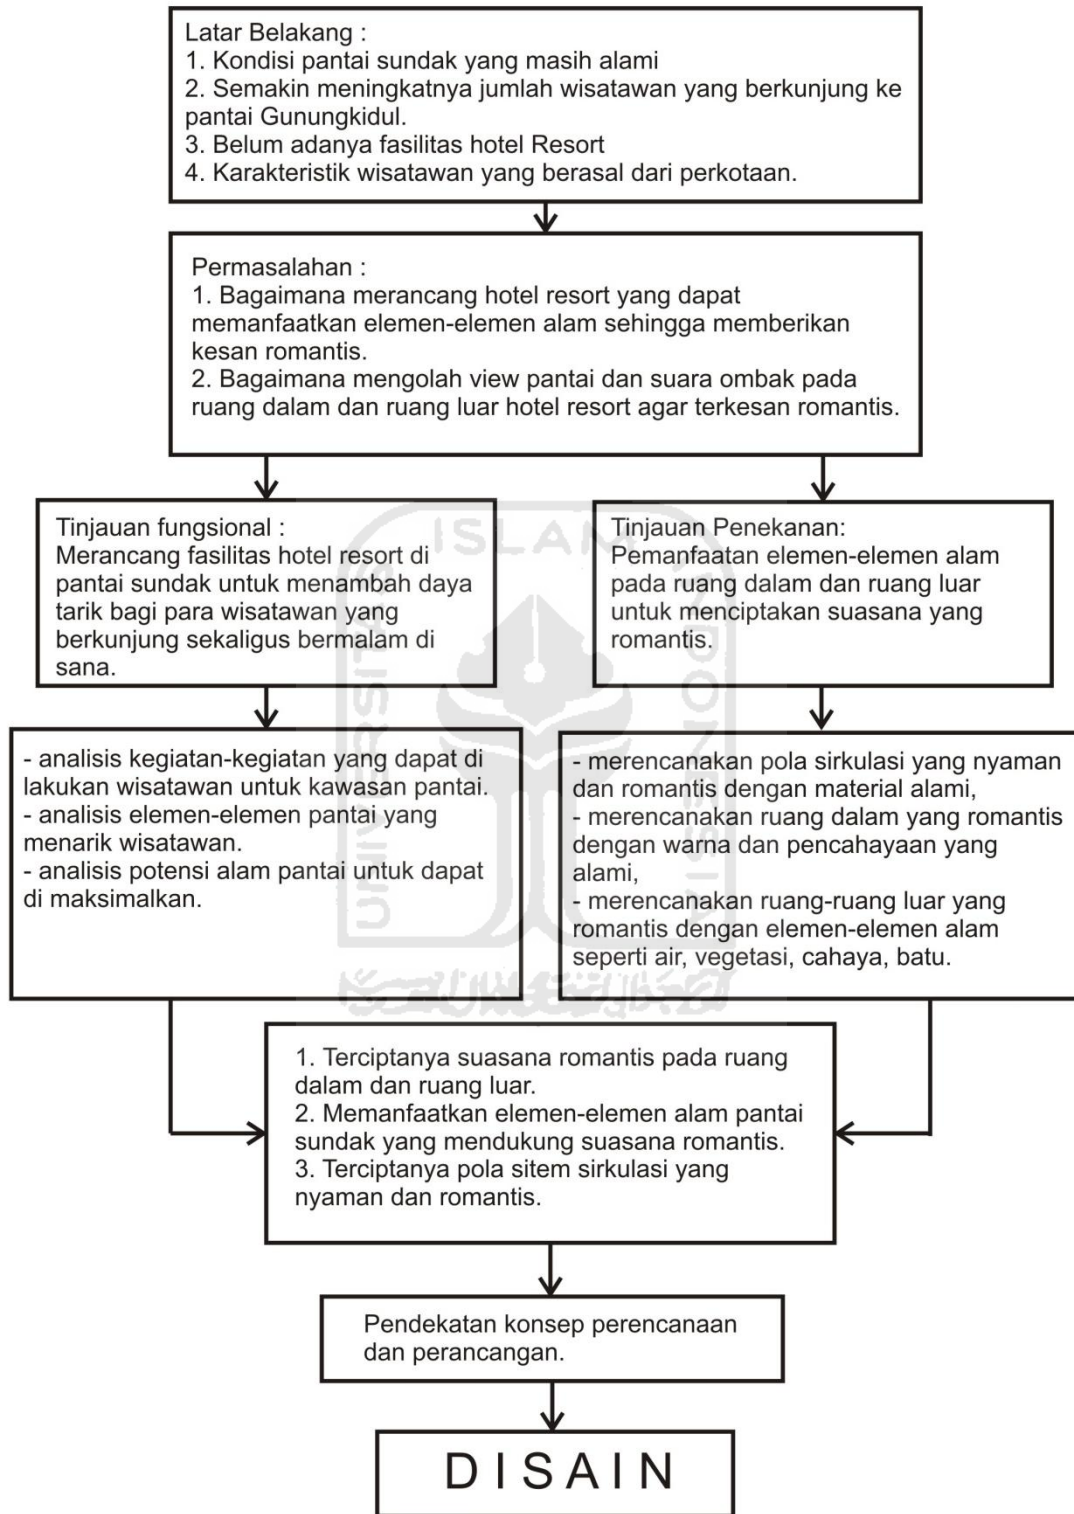 Latar Belakang :
1. Kondisi pantai sundak yang masih alami
2. Semakin meningkatnya jumlah wisatawan yang berkunjung ke
pantai Gunungkidul.
3. Belum adanya fasilitas hotel Resort
4. Karakteristik wisatawan yang berasal dari perkotaan.
Permasalahan :
1. Bagaimana merancang hotel resort yang dapat
memanfaatkan elemen-elemen alam sehingga memberikan
kesan romantis.
2. Bagaimana mengolah view pantai dan suara ombak pada
ruang dalam dan ruang luar hotel resort agar terkesan romantis.
Tinjauan fungsional :
Merancang fasilitas hotel resort di
pantai sundak untuk menambah daya
tarik bagi para wisatawan yang
berkunjung sekaligus bermalam di
sana.
Tinjauan Penekanan:
Pemanfaatan elemen-elemen alam
pada ruang dalam dan ruang luar
untuk menciptakan suasana yang
romantis.
- analisis kegiatan-kegiatan yang dapat di
lakukan wisatawan untuk kawasan pantai.
- analisis elemen-elemen pantai yang
menarik wisatawan.
- analisis potensi alam pantai untuk dapat
di maksimalkan.
- merencanakan pola sirkulasi yang nyaman
dan romantis dengan material alami,
- merencanakan ruang dalam yang romantis
dengan warna dan pencahayaan yang
alami,
- merencanakan ruang-ruang luar yang
romantis dengan elemen-elemen alam
seperti air, vegetasi, cahaya, batu.
1. Terciptanya suasana romantis pada ruang
dalam dan ruang luar.
2. Memanfaatkan elemen-elemen alam pantai
sundak yang mendukung suasana romantis.
3. Terciptanya pola sitem sirkulasi yang
nyaman dan romantis.
Pendekatan konsep perencanaan
dan perancangan.
D I S A I N
UNIVERSITAS
ISLAM
INDONESIA